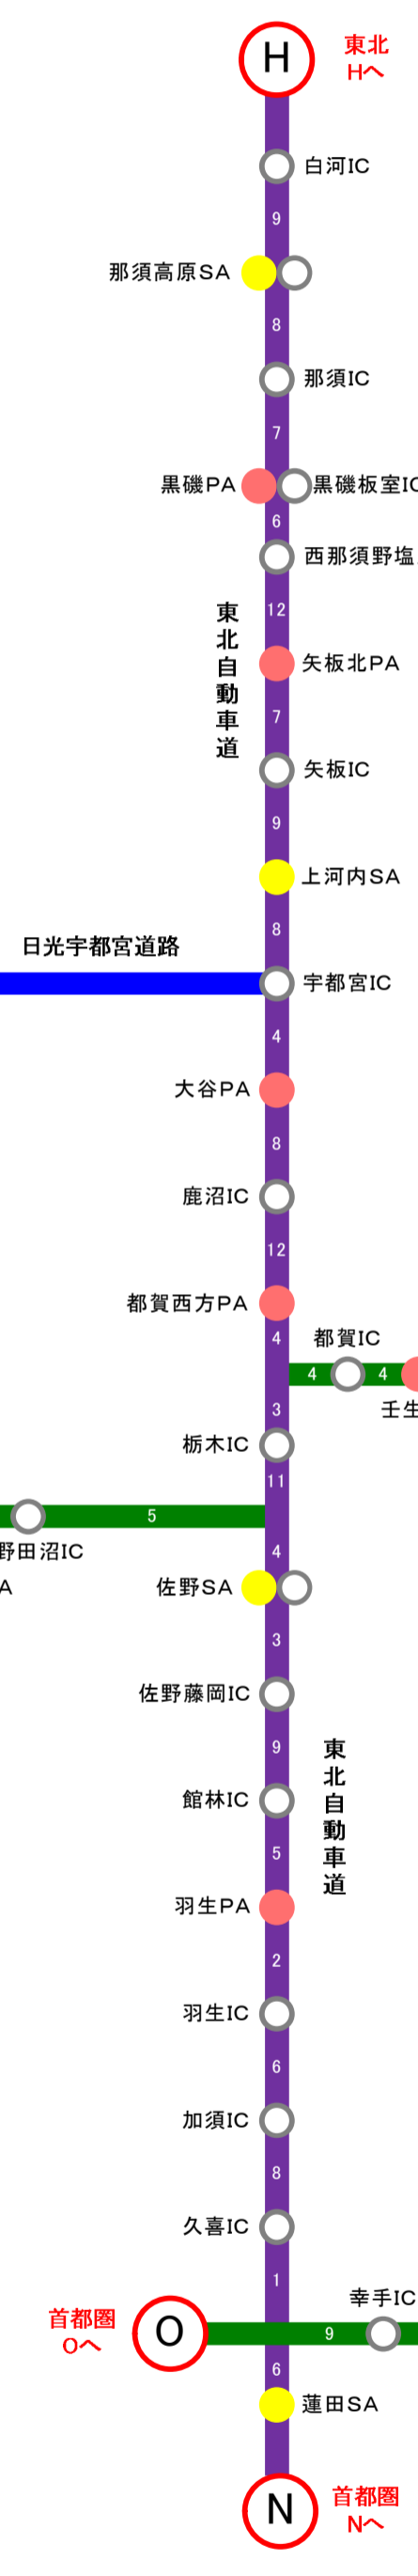 H
東北
Hへ
白河IC
9
那須高原SA
8
那須IC
7
黒磯PA
黒磯板室IC
6
西那須野塩
12
東北自動車道
矢板北PA
7
矢板IC
9
上河内SA
8
日光宇都宮道路
宇都宮IC
4
大谷PA
8
鹿沼IC
12
都賀西方PA
4
都賀IC
4
4
壬生
3
栃木IC
11
5
野田沼IC
4
A
佐野SA
3
佐野藤岡IC
9
東北自動車道
館林IC
5
羽生PA
2
羽生IC
6
加須IC
8
久喜IC
1
幸手IC
首都圏
Oへ
O
9
6
蓮田SA
N
首都圏
Nへ